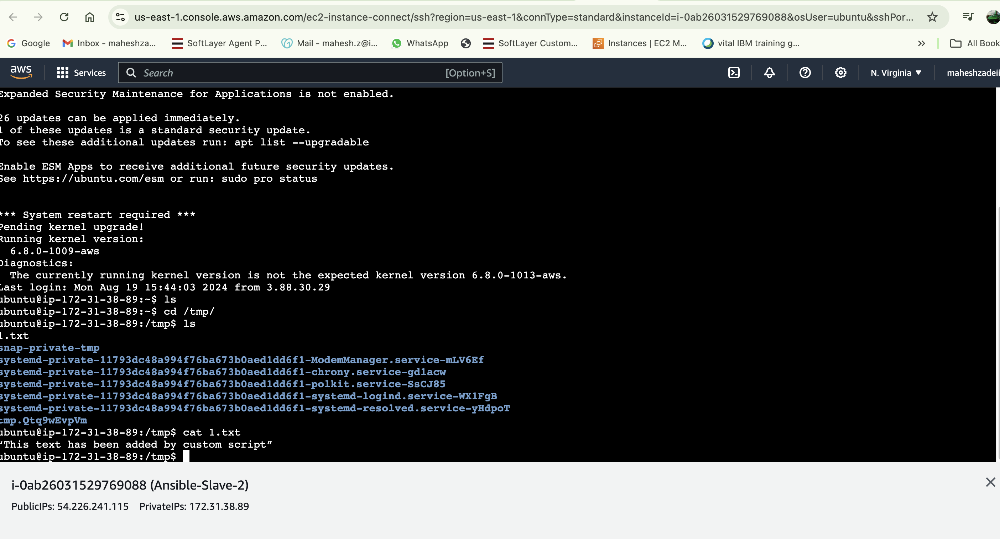 us-east-1.console.aws.amazon.com/ec2-instance-connect/ssh?region=us-east-1&connType=standard&instanceId=i-0ab26031529769088&osUser=ubuntu&sshPor...
Google Inbox - maheshza... SoftLayer Agent P... Mail - mahesh.z@i... WhatsApp SoftLayer Custom... Instances | EC2 M... vital IBM training g... » All Book
aws Services Search [Option+S] N. Virginia ▼ maheshzadeii
Expanded Security Maintenance for Applications is not enabled.
26 updates can be applied immediately.
1 of these updates is a standard security update.
To see these additional updates run: apt list --upgradable
Enable ESM Apps to receive additional future security updates.
See https://ubuntu.com/esm or run: sudo pro status
*** System restart required ***
Pending kernel upgrade!
Running kernel version:
6.8.0-1009-aws
Diagnostics:
The currently running kernel version is not the expected kernel version 6.8.0-1013-aws.
Last login: Mon Aug 19 15:44:03 2024 from 3.88.30.29
ubuntu@ip-172-31-38-89:~$ ls
ubuntu@ip-172-31-38-89:~$ cd /tmp/
ubuntu@ip-172-31-38-89:/tmp$ ls
1.txt
snap-private-tmp
systemd-private-11793dc48a994f76ba673b0aed1dd6f1-ModemManager.service-mLV6Ef
systemd-private-11793dc48a994f76ba673b0aed1dd6f1-chrony.service-gd1acw
systemd-private-11793dc48a994f76ba673b0aed1dd6f1-polkit.service-SsCJ85
systemd-private-11793dc48a994f76ba673b0aed1dd6f1-systemd-logind.service-WX1FgB
systemd-private-11793dc48a994f76ba673b0aed1dd6f1-systemd-resolved.service-yHdpoT
tmp.Qtq9wEvpVm
ubuntu@ip-172-31-38-89:/tmp$ cat 1.txt
“This text has been added by custom script”
ubuntu@ip-172-31-38-89:/tmp$
i-0ab26031529769088 (Ansible-Slave-2)
PublicIPs: 54.226.241.115 PrivateIPs: 172.31.38.89